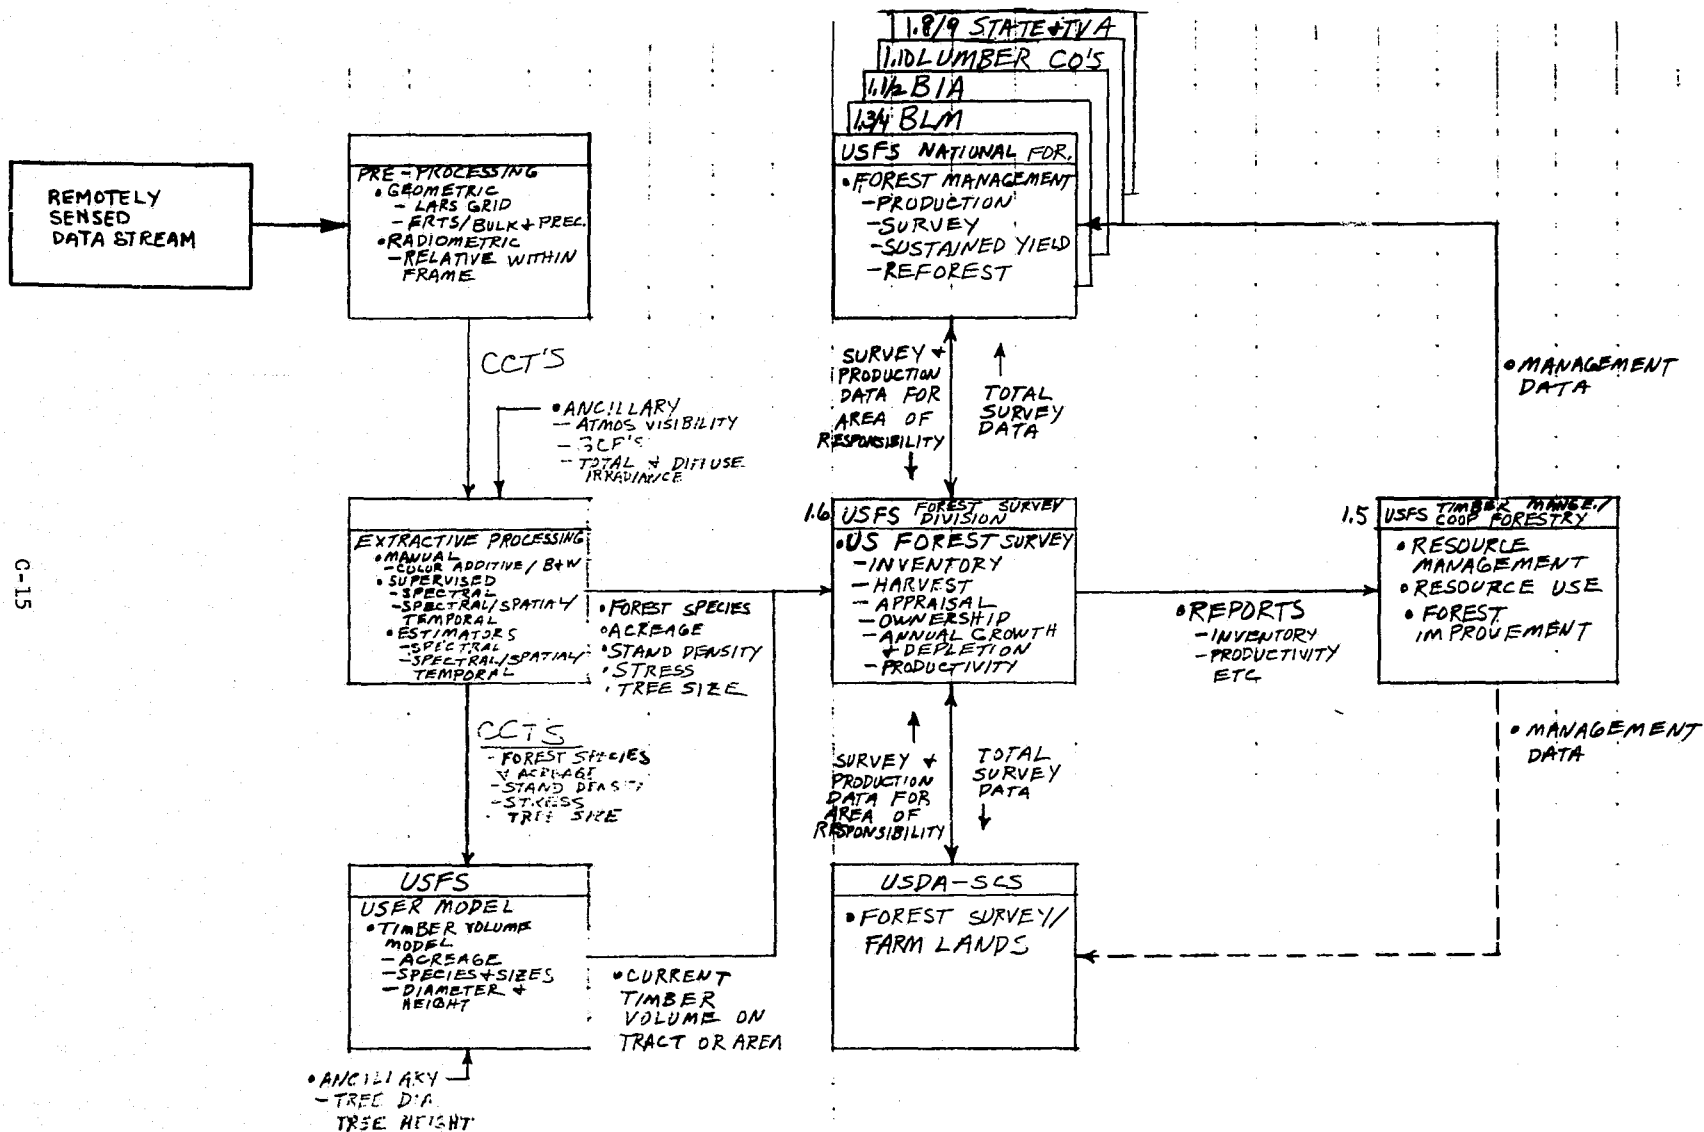 1.8/9 STATE+TVA
1.10 LUMBER CO'S
1.1/2 BIA
1.3/4 BLM
USFS NATIONAL FOR.
• FOREST MANAGEMENT
- PRODUCTION
- SURVEY
- SUSTAINED YIELD
- REFOREST
REMOTELY
SENSED
DATA STREAM
PRE-PROCESSING
• GEOMETRIC
- LARS GRID
- ERTS/BULK + PREC.
• RADIOMETRIC
- RELATIVE WITHIN
FRAME
CCT'S
• ANCILLARY
- ATMOS VISIBILITY
- TOTAL + DIFFUSE
IRRADIANCE
SURVEY +
PRODUCTION
DATA FOR
AREA OF
RESPONSIBILITY
TOTAL
SURVEY
DATA
• MANAGEMENT
DATA
EXTRACTIVE PROCESSING
• MANUAL
- COLOR ADDITIVE/B+W
• SUPERVISED
- SPECTRAL
- SPECTRAL/SPATIAL/
TEMPORAL
• ESTIMATORS
- SPECTRAL
- SPECTRAL/SPATIAL/
TEMPORAL
• FOREST SPECIES
• ACREAGE
• STAND DENSITY
• STRESS
• TREE SIZE
1.6 USFS FOREST SURVEY
DIVISION
• US FOREST SURVEY
- INVENTORY
- HARVEST
- APPRAISAL
- OWNERSHIP
- ANNUAL GROWTH
+ DEPLETION
- PRODUCTIVITY
• REPORTS
- INVENTORY
- PRODUCTIVITY
ETC
1.5 USFS TIMBER MANGE./
COOP FORESTRY
• RESOURCE
MANAGEMENT
• RESOURCE USE
• FOREST
IMPROVEMENT
CCT'S
- FOREST SPECIES
+ ACREAGE
- STAND DENSITY
- STRESS
- TREE SIZE
SURVEY +
PRODUCTION
DATA FOR
AREA OF
RESPONSIBILITY
TOTAL
SURVEY
DATA
• MANAGEMENT
DATA
USFS
USER MODEL
• TIMBER VOLUME
MODEL
- ACREAGE
- SPECIES + SIZES
- DIAMETER +
HEIGHT
• CURRENT
TIMBER
VOLUME ON
TRACT OR AREA
USDA-SCS
• FOREST SURVEY/
FARM LANDS
• ANCILLARY
- TREE DIA.
TREE HEIGHT
C-15